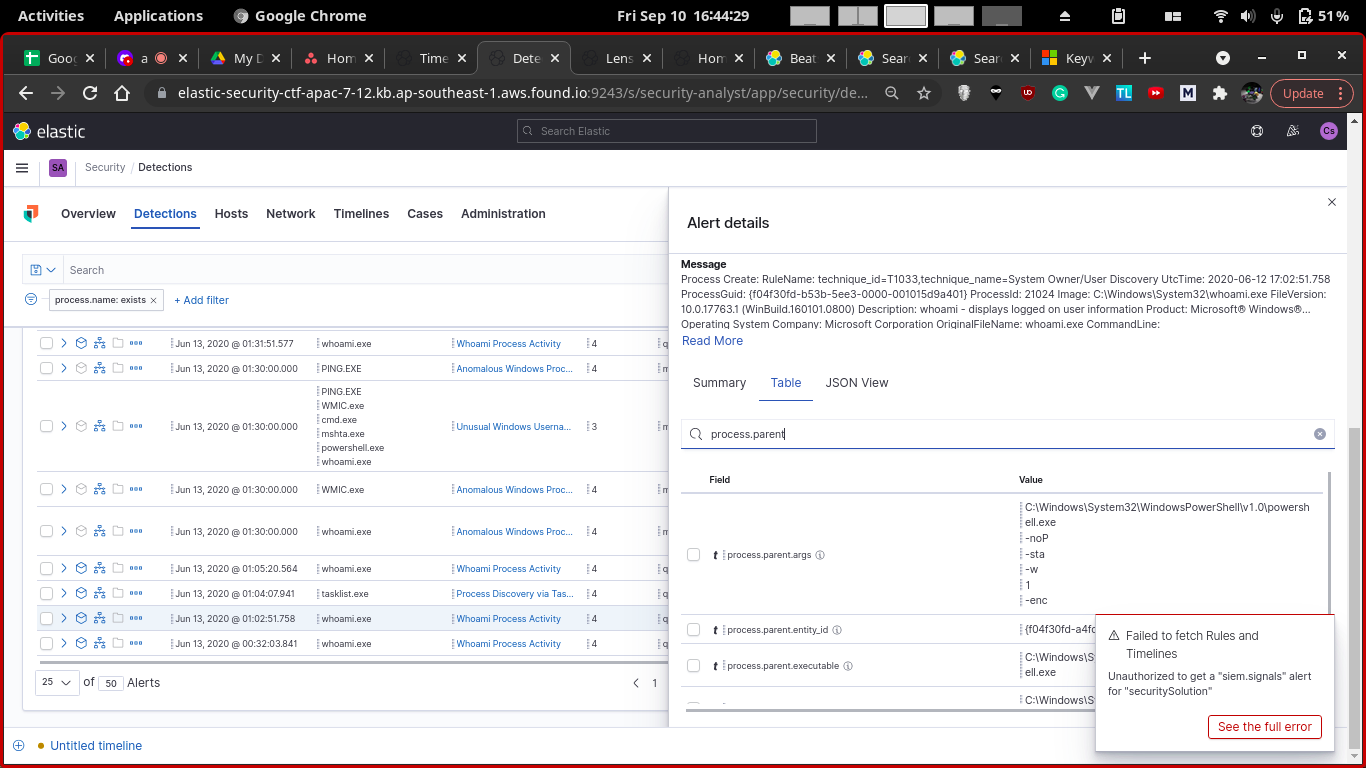 Activities Applications Google Chrome Fri Sep 10 16:44:29 51%
Goog a My D Hom Time Dete Lens Hom Beat Sear Sear Keyw
elastic-security-ctf-apac-7-12.kb.ap-southeast-1.aws.found.io:9243/s/security-analyst/app/security/de... UD TL M Update
elastic Search Elastic Cs
SA Security / Detections
Overview Detections Hosts Network Timelines Cases Administration
Search
process.name: exists + Add filter
Jun 13, 2020 @ 01:31:51.577 whoami.exe Whoami Process Activity 4
Jun 13, 2020 @ 01:30:00.000 PING.EXE Anomalous Windows Proc... 4
PING.EXE
WMIC.exe
cmd.exe
Jun 13, 2020 @ 01:30:00.000 mshta.exe Unusual Windows Userna... 3
powershell.exe
whoami.exe
Jun 13, 2020 @ 01:30:00.000 WMIC.exe Anomalous Windows Proc... 4
Jun 13, 2020 @ 01:30:00.000 whoami.exe Anomalous Windows Proc... 4
Jun 13, 2020 @ 01:05:20.564 whoami.exe Whoami Process Activity 4
Jun 13, 2020 @ 01:04:07.941 tasklist.exe Process Discovery via Tas... 4
Jun 13, 2020 @ 01:02:51.758 whoami.exe Whoami Process Activity 4
Jun 13, 2020 @ 00:32:03.841 whoami.exe Whoami Process Activity 4
25 of 50 Alerts 1
Untitled timeline
Alert details
Message
Process Create: RuleName: technique_id=T1033,technique_name=System Owner/User Discovery UtcTime: 2020-06-12 17:02:51.758
ProcessGuid: {f04f30fd-b53b-5ee3-0000-001015d9a401} ProcessId: 21024 Image: C:\Windows\System32\whoami.exe FileVersion:
10.0.17763.1 (WinBuild.160101.0800) Description: whoami - displays logged on user information Product: Microsoft® Windows®...
Operating System Company: Microsoft Corporation OriginalFileName: whoami.exe CommandLine:
Read More
Summary Table JSON View
process.parent
Field Value
C:\Windows\System32\WindowsPowerShell\v1.0\powersh
ell.exe
-noP
process.parent.args -sta
-w
1
-enc
process.parent.entity_id {f04f30fd-a4fc
process.parent.executable C:\Windows\S
ell.exe
C:\Windows\S
Failed to fetch Rules and
Timelines
Unauthorized to get a "siem.signals" alert
for "securitySolution"
See the full error